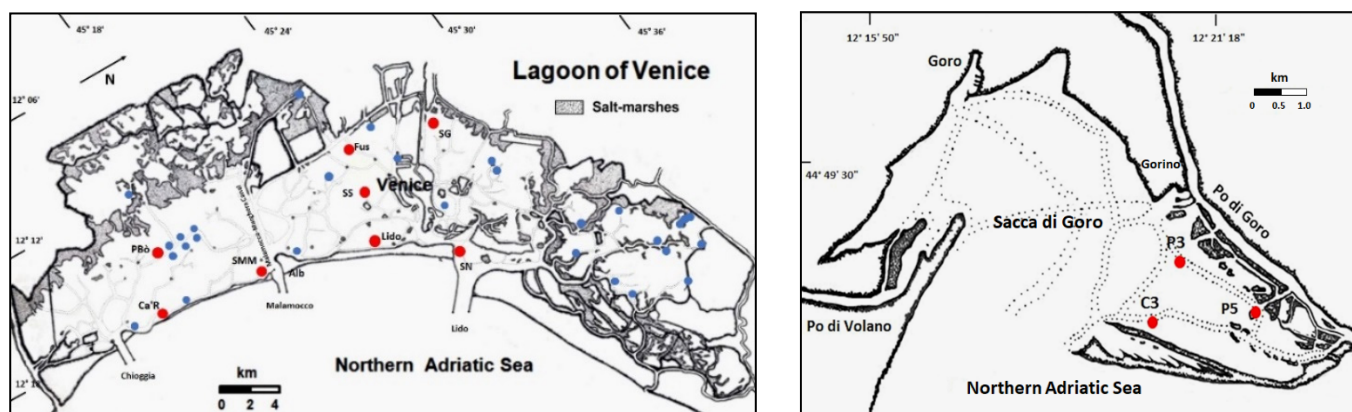 45° 18'
45° 24'
45° 30'
45° 36'
N
Lagoon of Venice
Salt-marshes
12° 06'
SG
Fus
SS
Venice
12° 12'
PBò
Lido
SMM
Alb
SN
Malamocco
Ca'R
Lido
Northern Adriatic Sea
km
0 2 4
Chioggia
12° 15' 50
12° 21' 18
Goro
km
0 0.5 1.0
Gorino
44° 49' 30
Po di Goro
Sacca di Goro
P3
C3
P5
Po di Volano
Northern Adriatic Sea